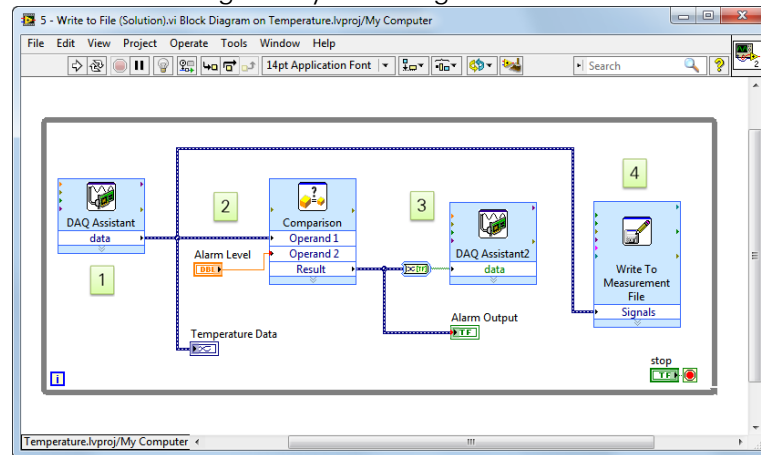 5 - Write to File (Solution).vi Block Diagram on Temperature.lvproj/My Computer
File Edit View Project Operate Tools Window Help
14pt Application Font
Search
2
4
DAQ Assistant
data
1
2
Comparison
Operand 1
Operand 2
Result
Alarm Level
DBL
3
DAQ Assistant2
data
Write To
Measurement
File
Signals
Alarm Output
TF
Temperature Data
stop
TF
i
Temperature.lvproj/My Computer